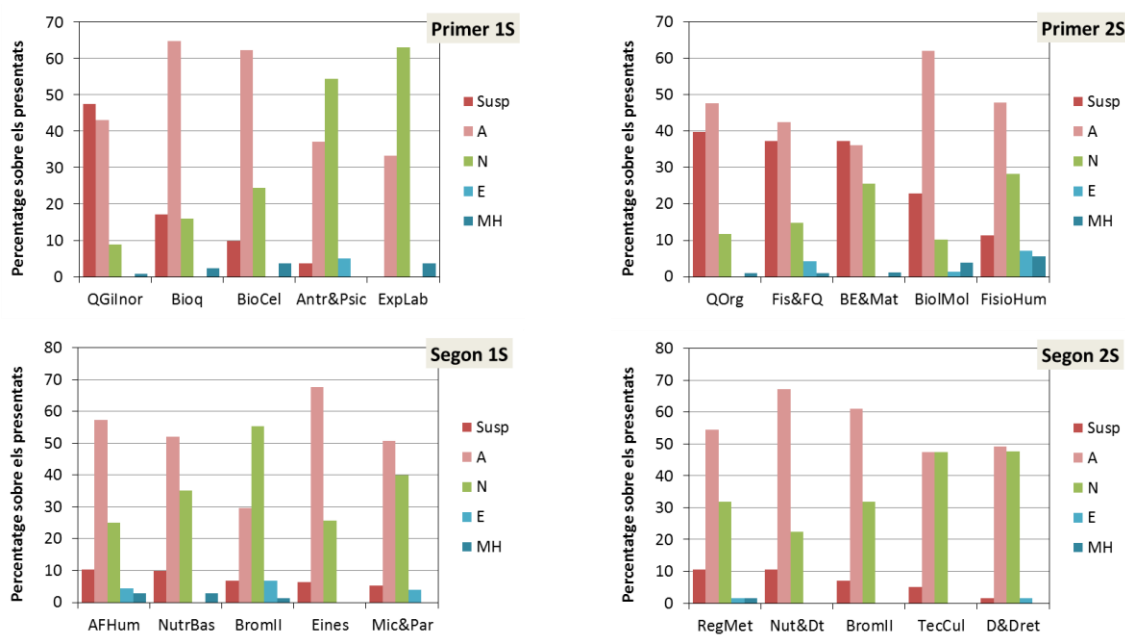 Primer 1S
Percentatge sobre els presentats
70
60
50
40
30
20
10
0
QGiInor Bioq BioCel Antr&Psic ExpLab
Susp
A
N
E
MH
Primer 2S
Percentatge sobre els presentats
70
60
50
40
30
20
10
0
QOrg Fis&FQ BE&Mat BiolMol FisioHum
Susp
A
N
E
MH
Segon 1S
Percentatge sobre els presentats
80
70
60
50
40
30
20
10
0
AFHum NutrBas BromII Eines Mic&Par
Susp
A
N
E
MH
Segon 2S
Percentatge sobre els presentats
80
70
60
50
40
30
20
10
0
RegMet Nut&Dt BromII TecCul D&Dret
Susp
A
N
E
MH